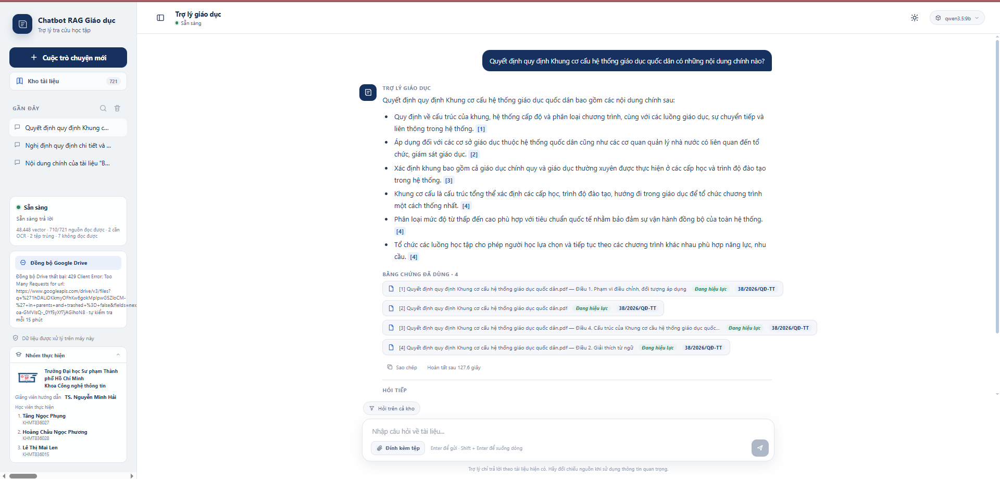 Chatbot RAG Giáo dục
Trợ lý tra cứu học tập
Cuộc trò chuyện mới
Kho tài liệu 721
GẦN ĐÂY
Quyết định quy định Khung c...
Nghị định quy định chi tiết và ...
Nội dung chính của tài liệu "B...
Sẵn sàng
Sẵn sàng trả lời
48.448 vector · 710/721 nguồn đọc được · 2 cần
OCR · 2 tệp trùng · 7 không đọc được
Đồng bộ Google Drive
Đồng bộ Drive thất bại: 429 Client Error: Too
Many Requests for url:
https://www.googleapis.com/drive/v3/files?
q=%271hDALiDKkmyOFhKw6gokMpIpwG5ZIoCM-
%27+in+parents+and+trashed+%3D+false&fields=nex
oa-GMVIsQ-_0Yf5yXf7jAGihoN8 · tự kiểm tra
mỗi 15 phút
Dữ liệu được xử lý trên máy này
Nhóm thực hiện
Trường Đại học Sư phạm Thành
phố Hồ Chí Minh
Khoa Công nghệ thông tin
Giảng viên hướng dẫn TS. Nguyễn Minh Hải
Học viên thực hiện
1. Tăng Ngọc Phụng
KHMT836027
2. Hoàng Châu Ngọc Phương
KHMT836028
3. Lê Thị Mai Len
KHMT836015
Trợ lý giáo dục
Sẵn sàng
qwen3.5:9b
Quyết định quy định Khung cơ cấu hệ thống giáo dục quốc dân có những nội dung chính nào?
TRỢ LÝ GIÁO DỤC
Quyết định quy định Khung cơ cấu hệ thống giáo dục quốc dân bao gồm các nội dung chính sau:
• Quy định về cấu trúc của khung, hệ thống cấp độ và phân loại chương trình, cùng với các luồng giáo dục, sự chuyển tiếp và
liên thông trong hệ thống. [1]
• Áp dụng đối với các cơ sở giáo dục thuộc hệ thống quốc dân cũng như các cơ quan quản lý nhà nước có liên quan đến tổ
chức, giám sát giáo dục. [2]
• Xác định khung bao gồm cả giáo dục chính quy và giáo dục thường xuyên được thực hiện ở các cấp học và trình độ đào tạo
trong hệ thống. [3]
• Khung cơ cấu là cấu trúc tổng thể xác định các cấp học, trình độ đào tạo, hướng đi trong giáo dục để tổ chức chương trình
một cách thống nhất. [4]
• Phân loại mức độ từ thấp đến cao phù hợp với tiêu chuẩn quốc tế nhằm bảo đảm sự vận hành đồng bộ của toàn hệ thống.
[4]
• Tổ chức các luồng học tập cho phép người học lựa chọn và tiếp tục theo các chương trình khác nhau phù hợp năng lực, nhu
cầu. [4]
BẰNG CHỨNG ĐÃ DÙNG · 4
[1] Quyết định quy định Khung cơ cấu hệ thống giáo dục quốc dân.pdf — Điều 1. Phạm vi điều chỉnh, đối tượng áp dụng Đang hiệu lực 38/2026/QĐ-TT
[2] Quyết định quy định Khung cơ cấu hệ thống giáo dục quốc dân.pdf Đang hiệu lực 38/2026/QĐ-TT
[3] Quyết định quy định Khung cơ cấu hệ thống giáo dục quốc dân.pdf — Điều 4. Cấu trúc của Khung cơ cấu hệ thống giáo dục quốc... Đang hiệu lực 38/2026/QĐ-TT
[4] Quyết định quy định Khung cơ cấu hệ thống giáo dục quốc dân.pdf — Điều 2. Giải thích từ ngữ Đang hiệu lực 38/2026/QĐ-TT
Sao chép Hoàn tất sau 127.6 giây
HỎI TIẾP
Hỏi trên cả kho
Nhập câu hỏi về tài liệu...
Đính kèm tệp Enter để gửi · Shift + Enter để xuống dòng
Trợ lý chỉ trả lời theo tài liệu hiện có. Hãy đối chiếu nguồn khi sử dụng thông tin quan trọng.